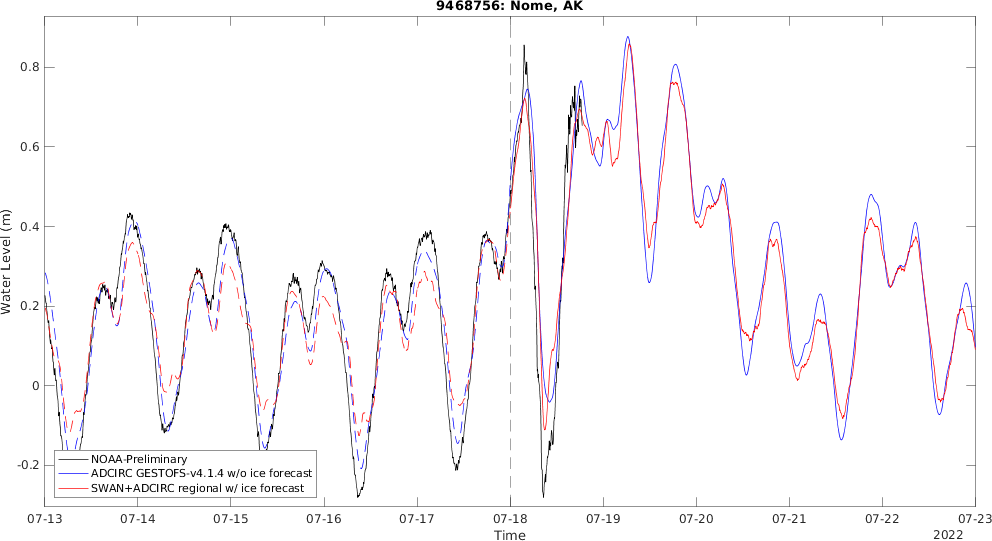 9468756: Nome, AK
Water Level (m)
0.8
0.6
0.4
0.2
0
-0.2
NOAA-Preliminary
ADCIRC GESTOFS-v4.1.4 w/o ice forecast
SWAN+ADCIRC regional w/ ice forecast
07-13 07-14 07-15 07-16 07-17 07-18 07-19 07-20 07-21 07-22 07-23
Time
2022